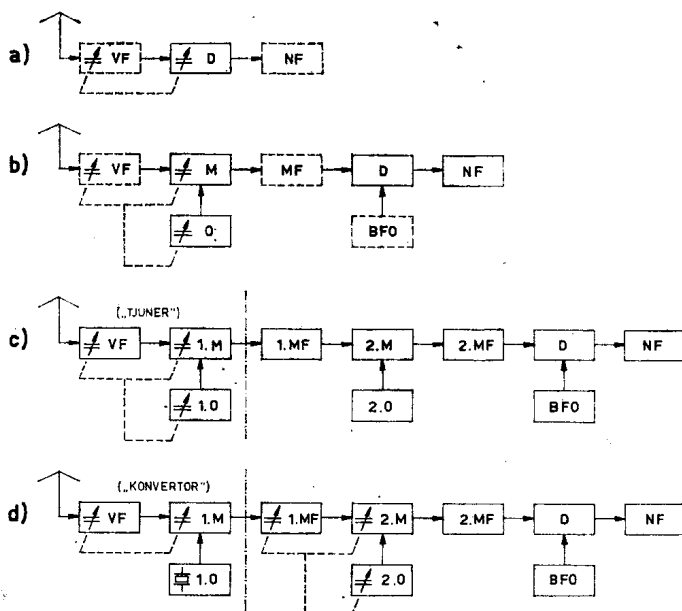 a) VF D NF
b) VF M MF D NF
O BFO
(„TJUNER")
c) VF 1.M 1.MF 2.M 2.MF D NF
1.O 2.O BFO
(„KONVERTOR")
d) VF 1.M 1.MF 2.M 2.MF D NF
1.O 2.O BFO